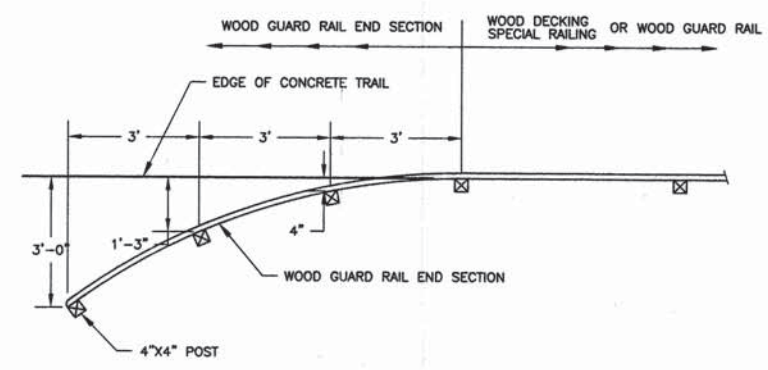 WOOD GUARD RAIL END SECTION
WOOD DECKING
SPECIAL RAILING OR WOOD GUARD RAIL
EDGE OF CONCRETE TRAIL
3' 3' 3'
3'-0"
1'-3"
4"
WOOD GUARD RAIL END SECTION
4"X4" POST